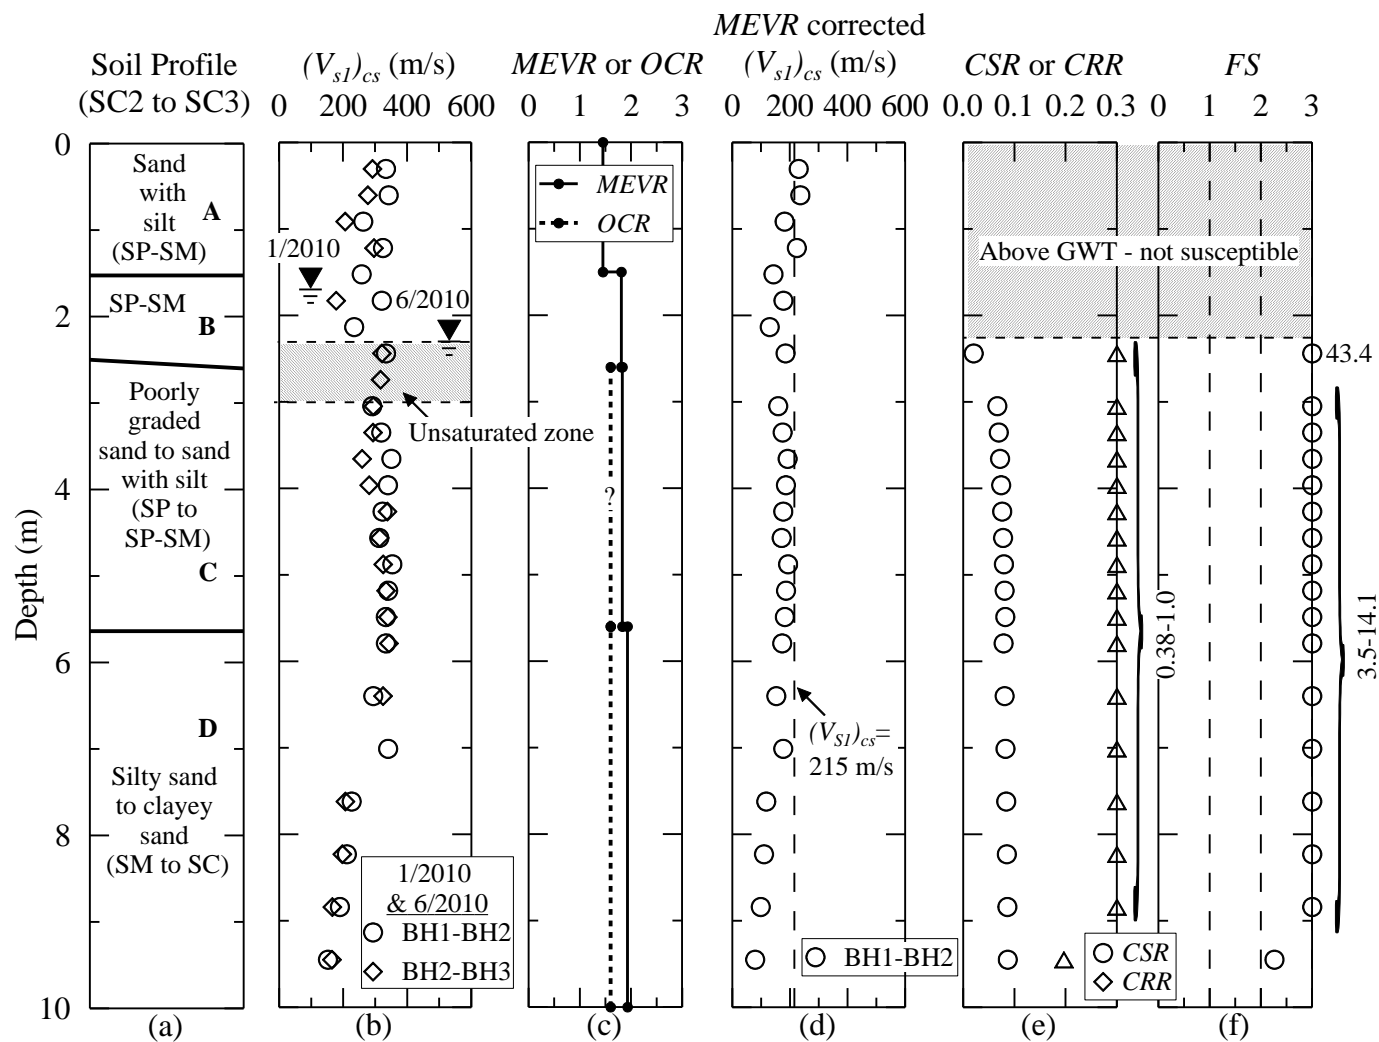 MEVR corrected
Soil Profile
(SC2 to SC3)
(Vs1)cs (m/s)
MEVR or OCR
(Vs1)cs (m/s)
CSR or CRR
FS
0 200 400 600
0 1 2 3
0 200 400 600
0.0 0.1 0.2 0.3
0 1 2 3
0
2
4
6
8
10
Depth (m)
Sand
with
silt
(SP-SM)
A
SP-SM
B
Poorly
graded
sand to sand
with silt
(SP to
SP-SM)
C
D
Silty sand
to clayey
sand
(SM to SC)
(a)
1/2010
6/2010
Unsaturated zone
1/2010
& 6/2010
BH1-BH2
BH2-BH3
(b)
MEVR
OCR
?
(c)
(VS1)cs=
215 m/s
BH1-BH2
(d)
Above GWT - not susceptible
0.38-1.0
CSR
CRR
(e)
43.4
3.5-14.1
(f)